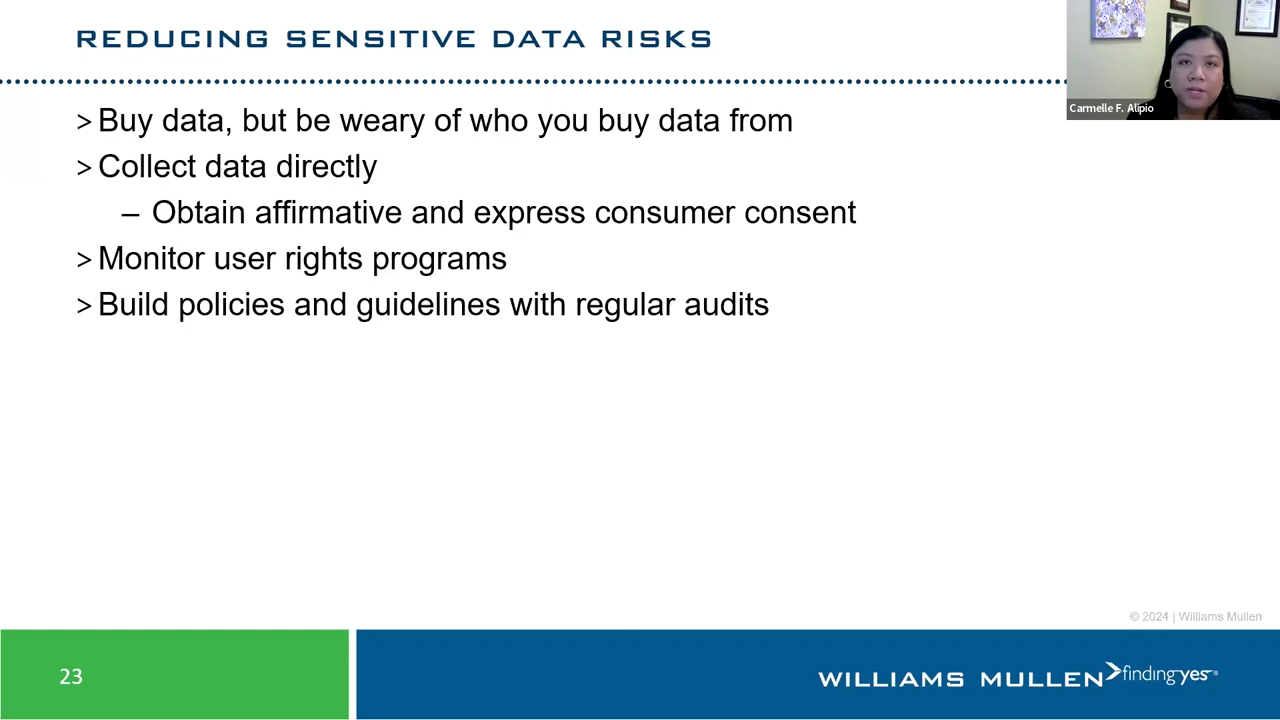 REDUCING SENSITIVE DATA RISKS
Carmelle F. Alipio
> Buy data, but be weary of who you buy data from
> Collect data directly
– Obtain affirmative and express consumer consent
> Monitor user rights programs
> Build policies and guidelines with regular audits
© 2024 | Williams Mullen
23
WILLIAMS MULLEN finding yes®